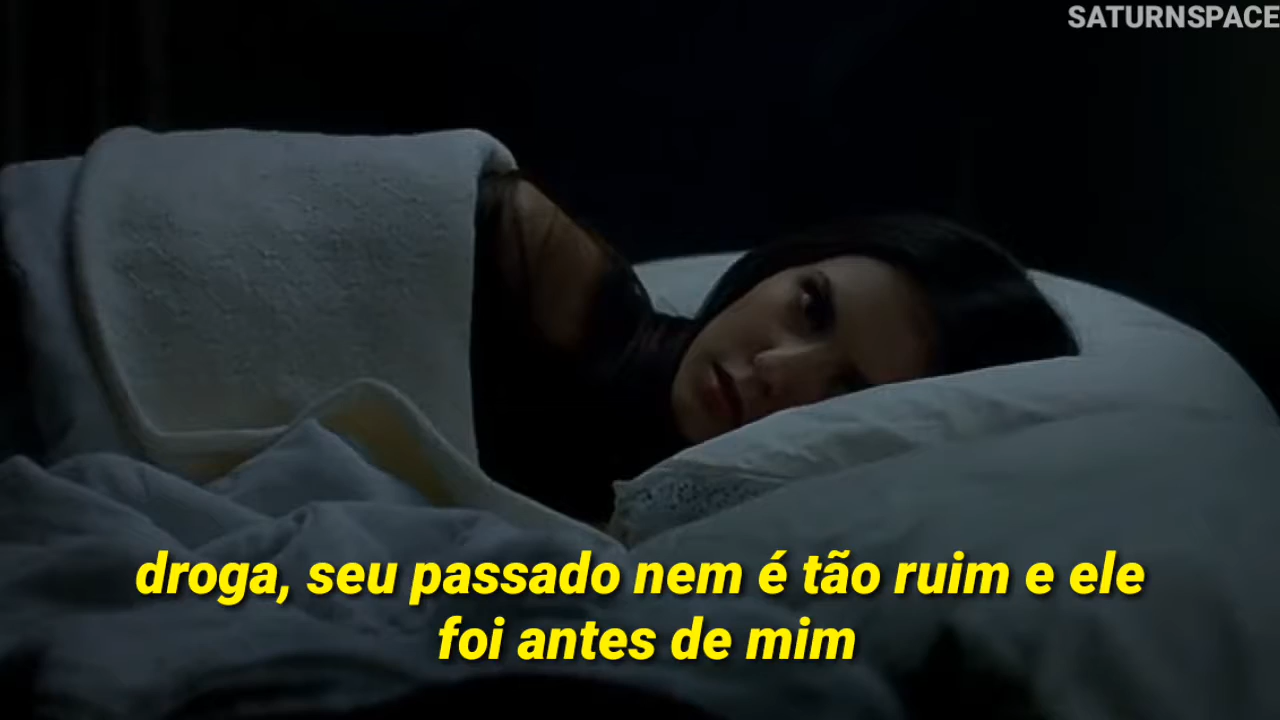 SATURNSPACE
droga, seu passado nem é tão ruim e ele
foi antes de mim